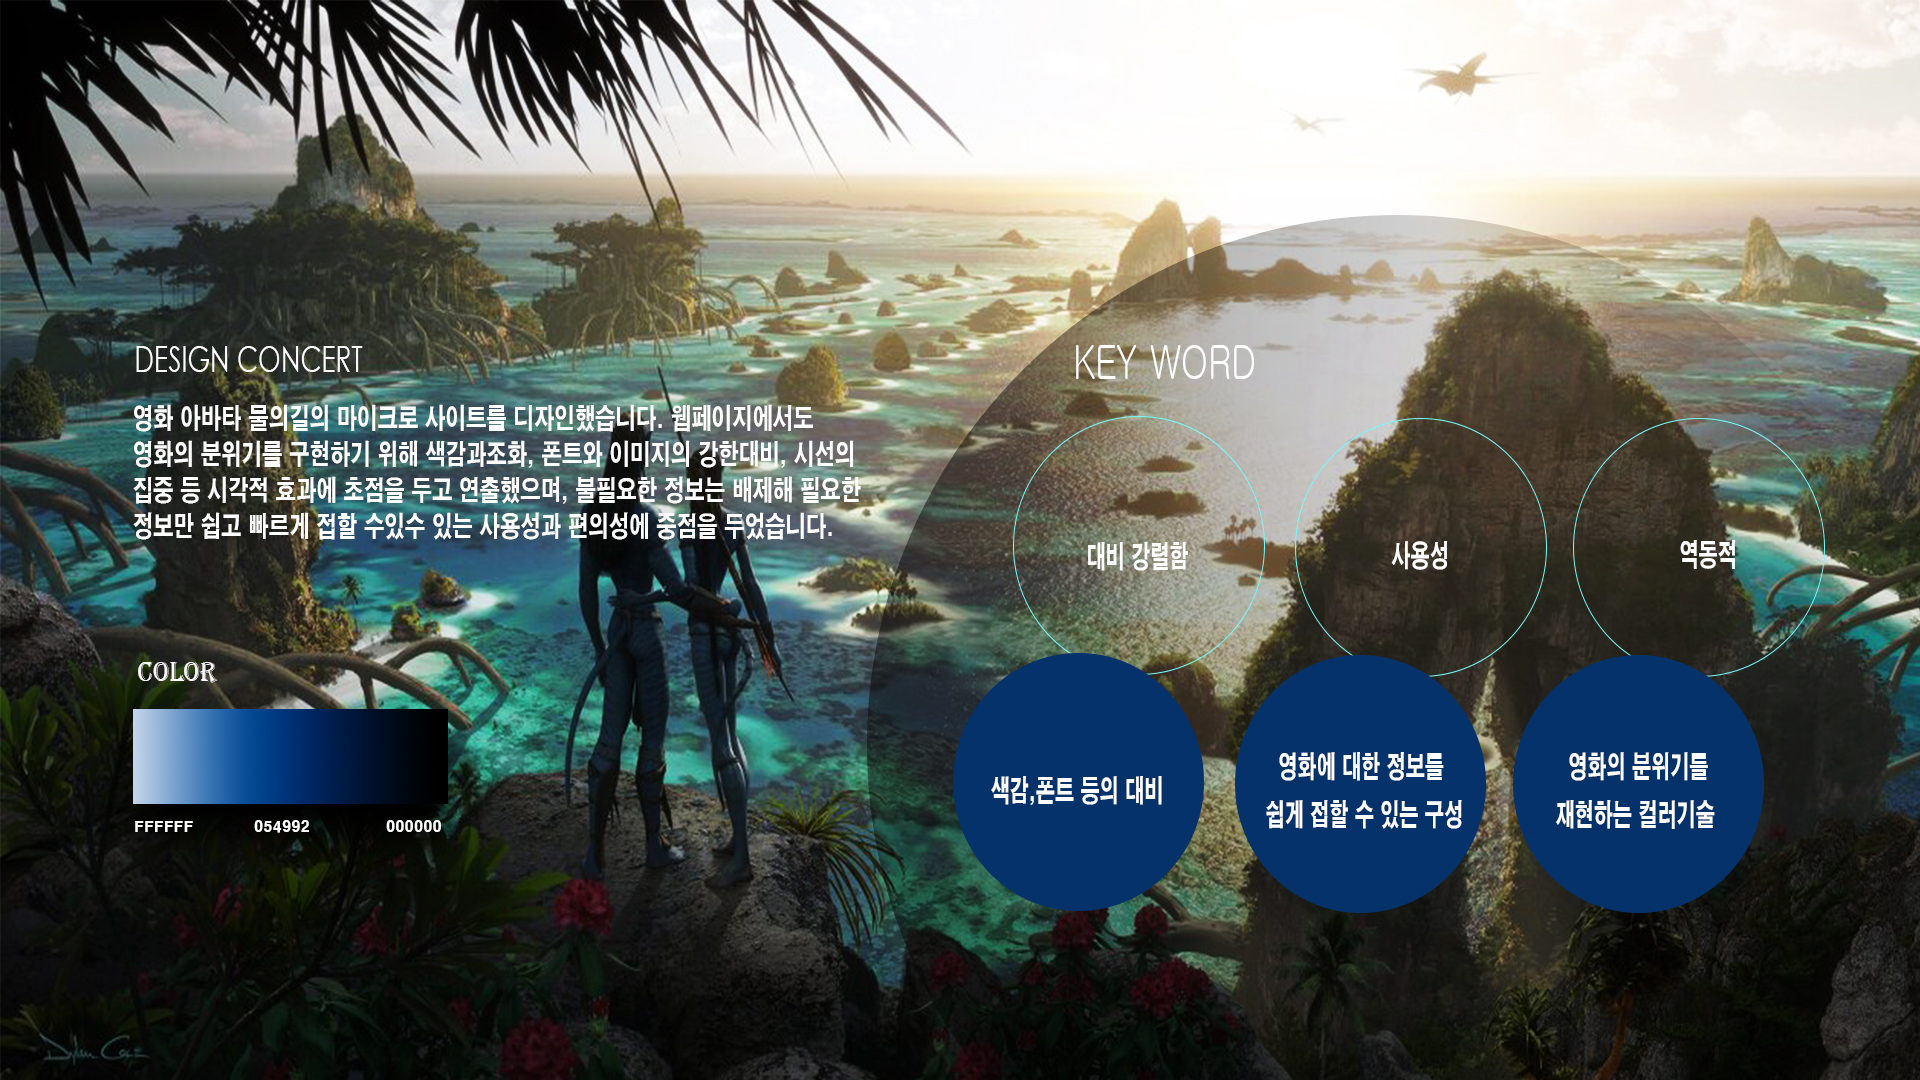 DESIGN CONCERT
영화 아바타 물의길의 마이크로 사이트를 디자인했습니다. 웹페이지에서도
영화의 분위기를 구현하기 위해 색감과조화, 폰트와 이미지의 강한대비, 시선의
집중 등 시각적 효과에 초점을 두고 연출했으며, 불필요한 정보는 배제해 필요한
정보만 쉽고 빠르게 접할 수있수 있는 사용성과 편의성에 중점을 두었습니다.
COLOR
FFFFFF 054992 000000
KEY WORD
대비 강렬함
사용성
역동적
색감,폰트 등의 대비
영화에 대한 정보들
쉽게 접할 수 있는 구성
영화의 분위기를
재현하는 컬러기술
Dylan Cole